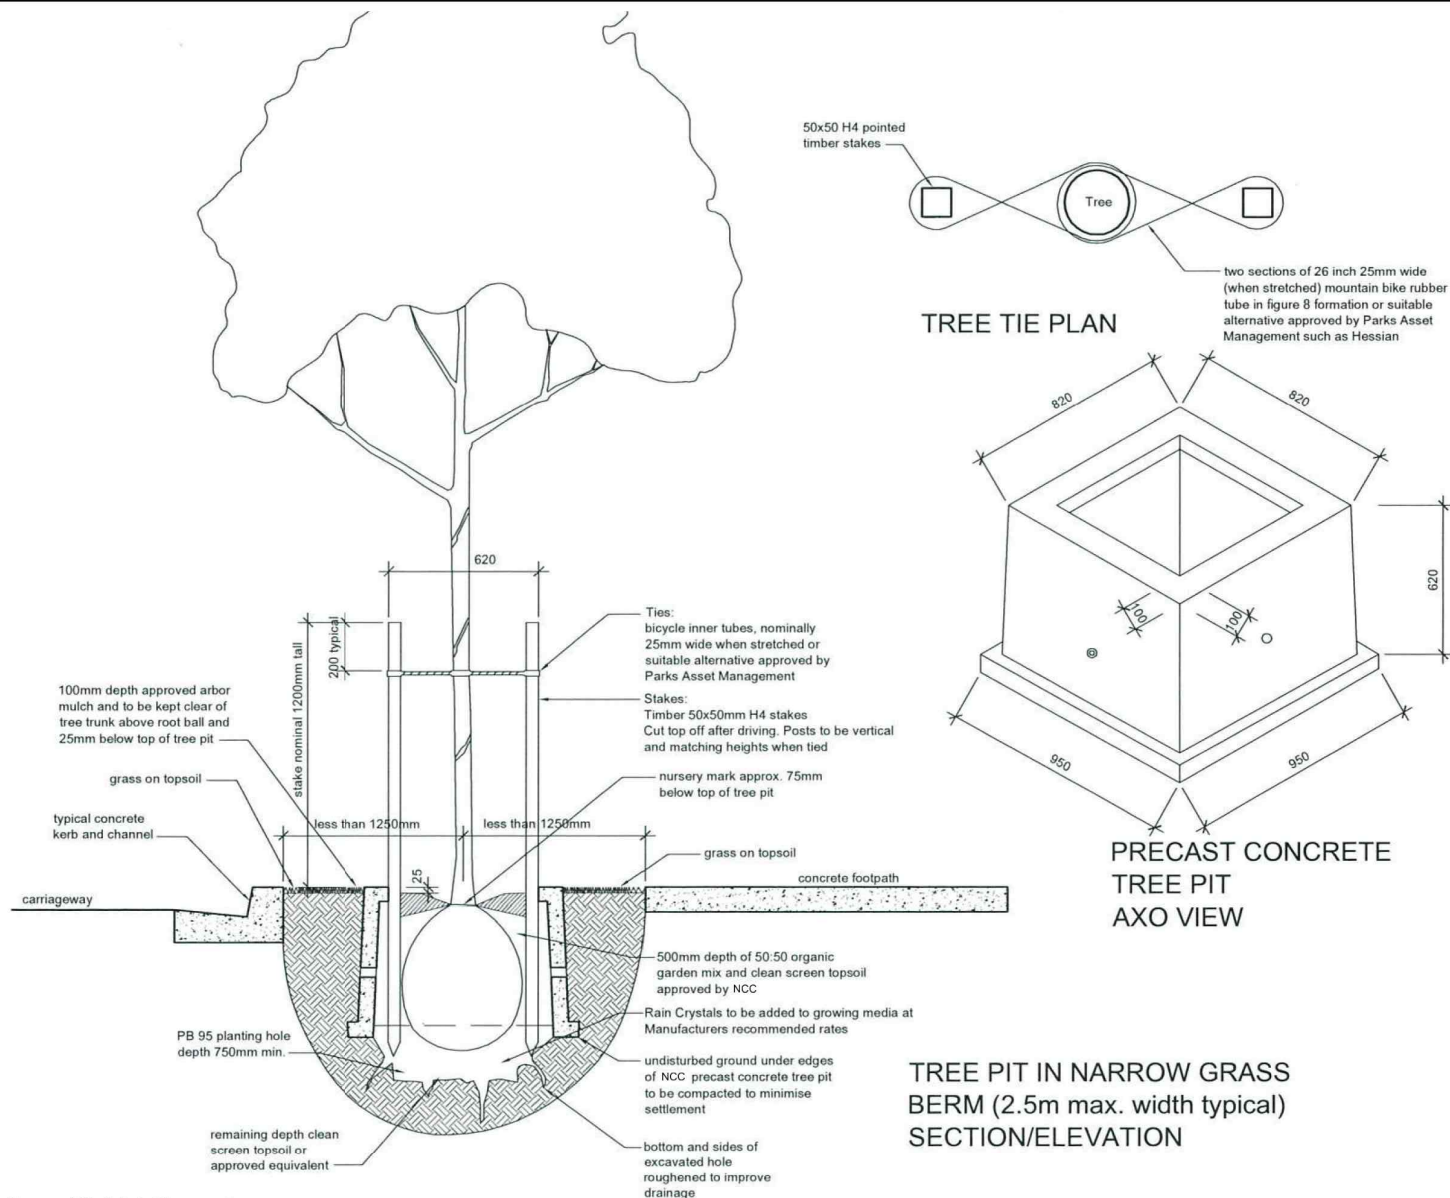 50x50 H4 pointed
timber stakes
Tree
two sections of 26 inch 25mm wide
(when stretched) mountain bike rubber
tube in figure 8 formation or suitable
alternative approved by Parks Asset
Management such as Hessian
TREE TIE PLAN
820
820
620
100
100
950
950
PRECAST CONCRETE
TREE PIT
AXO VIEW
620
200 typical
stake nominal 1200mm tall
Ties:
bicycle inner tubes, nominally
25mm wide when stretched or
suitable alternative approved by
Parks Asset Management
Stakes:
Timber 50x50mm H4 stakes
Cut top off after driving. Posts to be vertical
and matching heights when tied
100mm depth approved arbor
mulch and to be kept clear of
tree trunk above root ball and
25mm below top of tree pit
grass on topsoil
typical concrete
kerb and channel
nursery mark approx. 75mm
below top of tree pit
less than 1250mm
less than 1250mm
grass on topsoil
25
concrete footpath
carriageway
500mm depth of 50:50 organic
garden mix and clean screen topsoil
approved by NCC
Rain Crystals to be added to growing media at
Manufacturers recommended rates
PB 95 planting hole
depth 750mm min.
undisturbed ground under edges
of NCC precast concrete tree pit
to be compacted to minimise
settlement
remaining depth clean
screen topsoil or
approved equivalent
bottom and sides of
excavated hole
roughened to improve
drainage
TREE PIT IN NARROW GRASS
BERM (2.5m max. width typical)
SECTION/ELEVATION